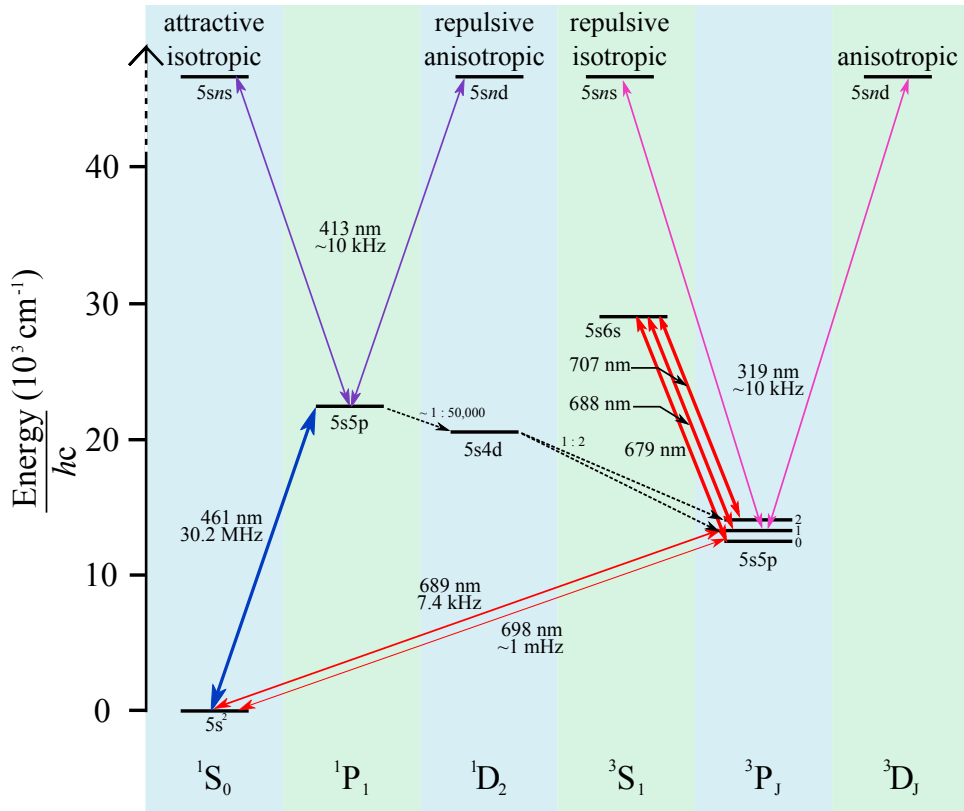 attractive
isotropic
repulsive
anisotropic
repulsive
isotropic
anisotropic
5sns
5snd
5sns
5snd
40
413 nm
~10 kHz
30
5s6s
707 nm
319 nm
~10 kHz
688 nm
Energy (10³ cm⁻¹)
hc
5s5p
~ 1 : 50,000
20
5s4d
1 : 2
679 nm
461 nm
30.2 MHz
2
1
0
5s5p
10
689 nm
7.4 kHz
698 nm
~1 mHz
0
5s²
¹S₀
¹P₁
¹D₂
³S₁
³P_J
³D_J